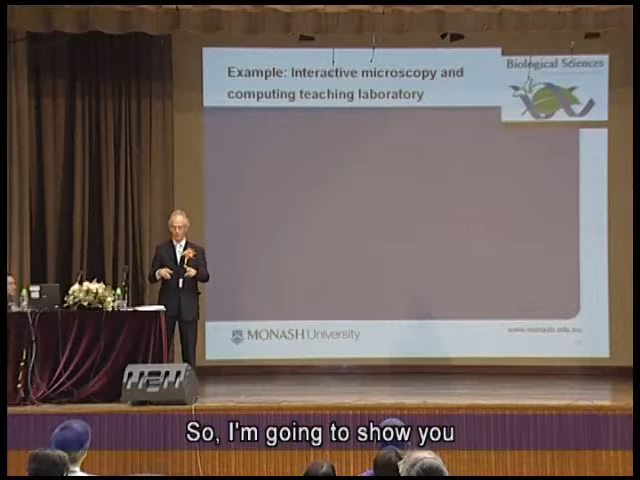 Example: Interactive microscopy and
computing teaching laboratory
Biological Sciences
MONASH University
www.monash.edu.au
So, I'm going to show you